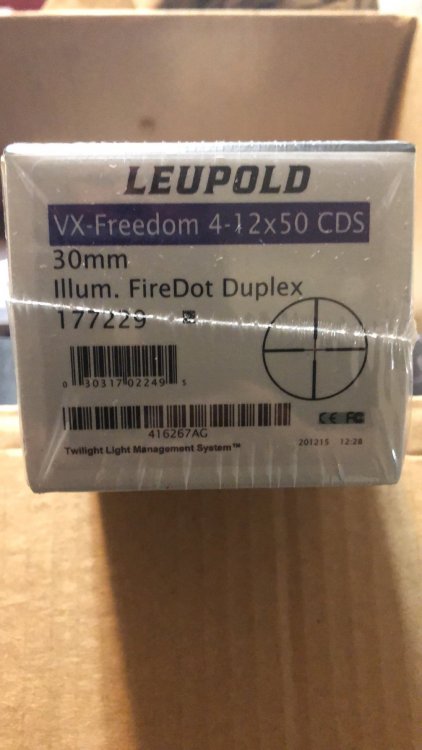 LEUPOLD
VX-Freedom 4-12x50 CDS
30mm
Illum. FireDot Duplex
177229
0 30317 02249 5
416267AG
CE FC
Twilight Light Management System™
201215 12:28